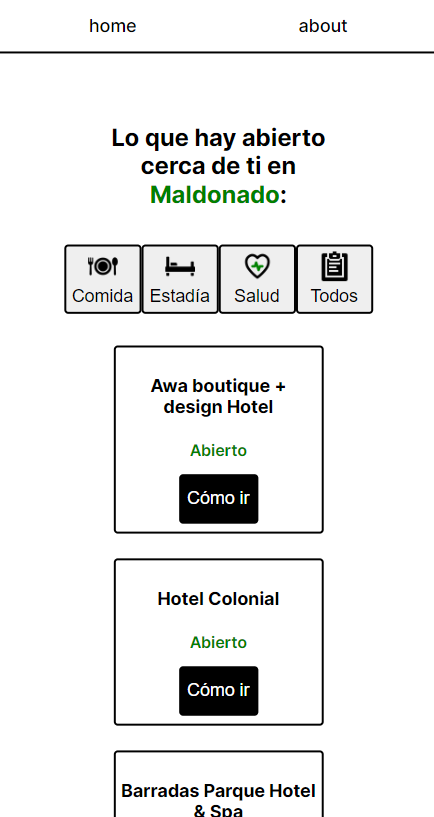 home about
Lo que hay abierto
cerca de ti en
Maldonado:
Comida Estadía Salud Todos
Awa boutique +
design Hotel
Abierto
Cómo ir
Hotel Colonial
Abierto
Cómo ir
Barradas Parque Hotel
& Spa